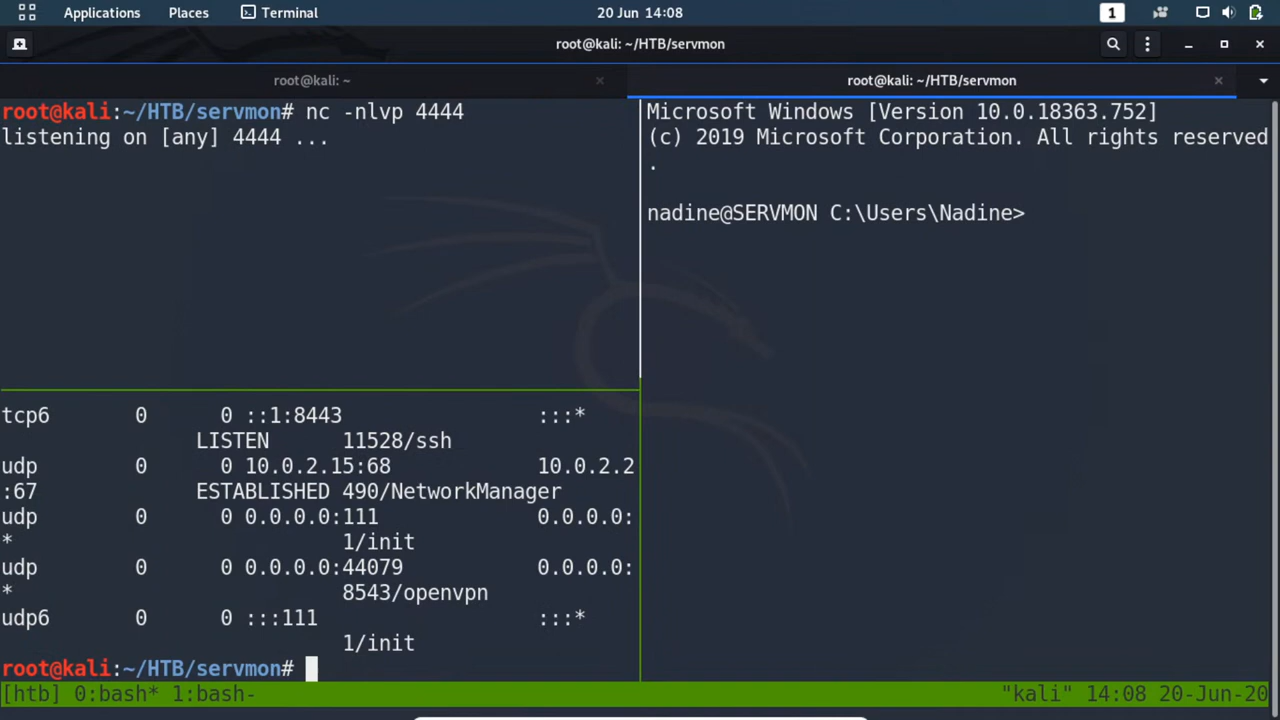 Applications Places Terminal 20 Jun 14:08 1
root@kali: ~/HTB/servmon
root@kali: ~ × root@kali: ~/HTB/servmon ×
root@kali:~/HTB/servmon# nc -nlvp 4444
listening on [any] 4444 ...
tcp6 0 0 ::1:8443 :::*
LISTEN 11528/ssh
udp 0 0 10.0.2.15:68 10.0.2.2
:67 ESTABLISHED 490/NetworkManager
udp 0 0 0.0.0.0:111 0.0.0.0:
* 1/init
udp 0 0 0.0.0.0:44079 0.0.0.0:
* 8543/openvpn
udp6 0 0 :::111 :::*
1/init
root@kali:~/HTB/servmon#
Microsoft Windows [Version 10.0.18363.752]
(c) 2019 Microsoft Corporation. All rights reserved
.
nadine@SERVMON C:\Users\Nadine>
[htb] 0:bash* 1:bash- "kali" 14:08 20-Jun-20